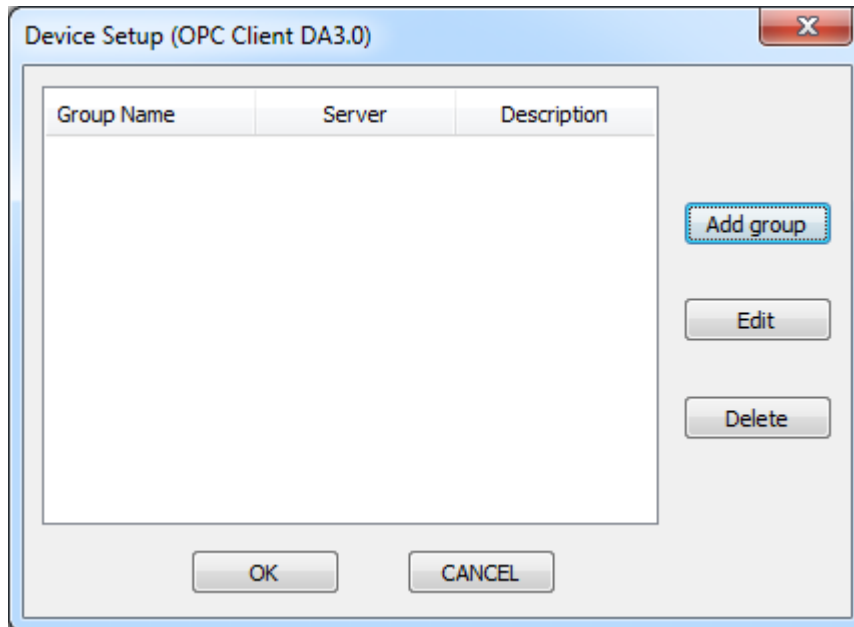 Device Setup (OPC Client DA3.0)
Group Name Server Description
Add group
Edit
Delete
OK CANCEL